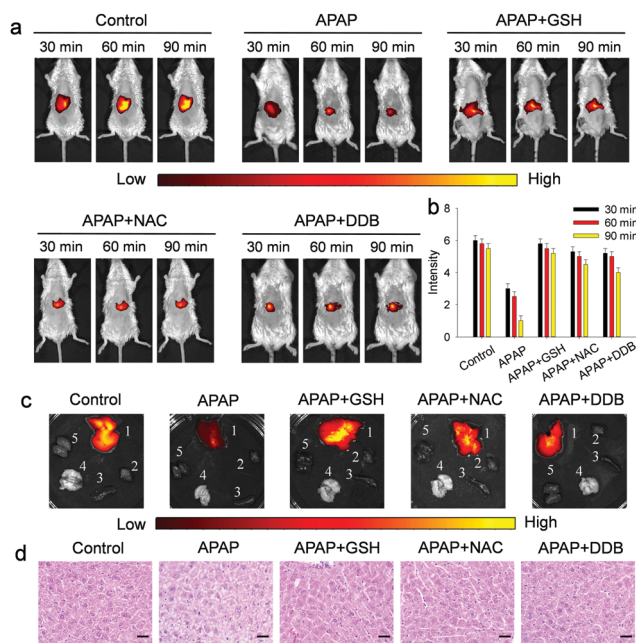 a
Control
APAP
APAP+GSH
30 min 60 min 90 min
30 min 60 min 90 min
30 min 60 min 90 min
Low
High
APAP+NAC
APAP+DDB
30 min 60 min 90 min
30 min 60 min 90 min
b
30 min
60 min
90 min
8
6
4
2
0
Intensity
Control
APAP
APAP+GSH
APAP+NAC
APAP+DDB
c
Control
APAP
APAP+GSH
APAP+NAC
APAP+DDB
1
2
3
4
5
1
2
3
4
5
1
2
3
4
5
1
2
3
4
5
1
2
3
4
5
Low
High
d
Control
APAP
APAP+GSH
APAP+NAC
APAP+DDB